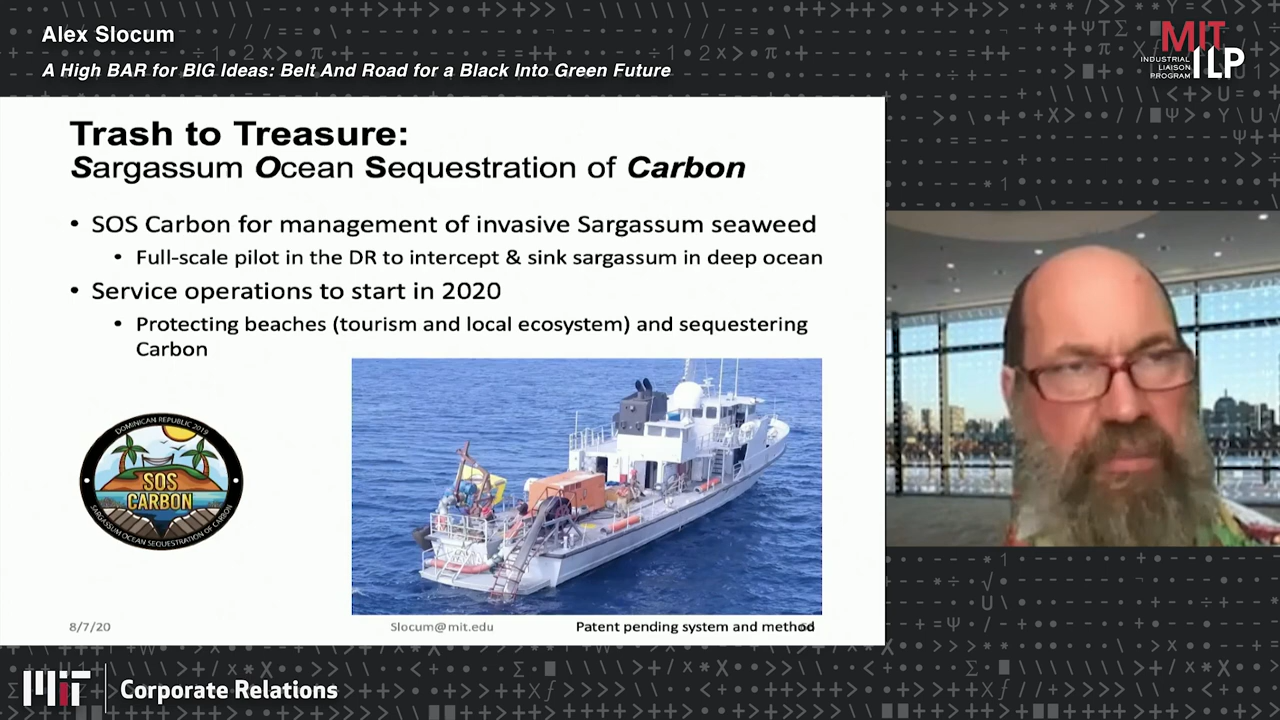 Alex Slocum
A High BAR for BIG Ideas: Belt And Road for a Black Into Green Future
MIT
INDUSTRIAL
LIAISON
PROGRAM
ILP
Trash to Treasure:
Sargassum Ocean Sequestration of Carbon
• SOS Carbon for management of invasive Sargassum seaweed
• Full-scale pilot in the DR to intercept & sink sargassum in deep ocean
• Service operations to start in 2020
• Protecting beaches (tourism and local ecosystem) and sequestering
Carbon
DOMINICAN REPUBLIC 2019
SOS
CARBON
SARGASSUM OCEAN SEQUESTRATION OF CARBON
8/7/20
Slocum@mit.edu
Patent pending system and method
MIT
Corporate Relations